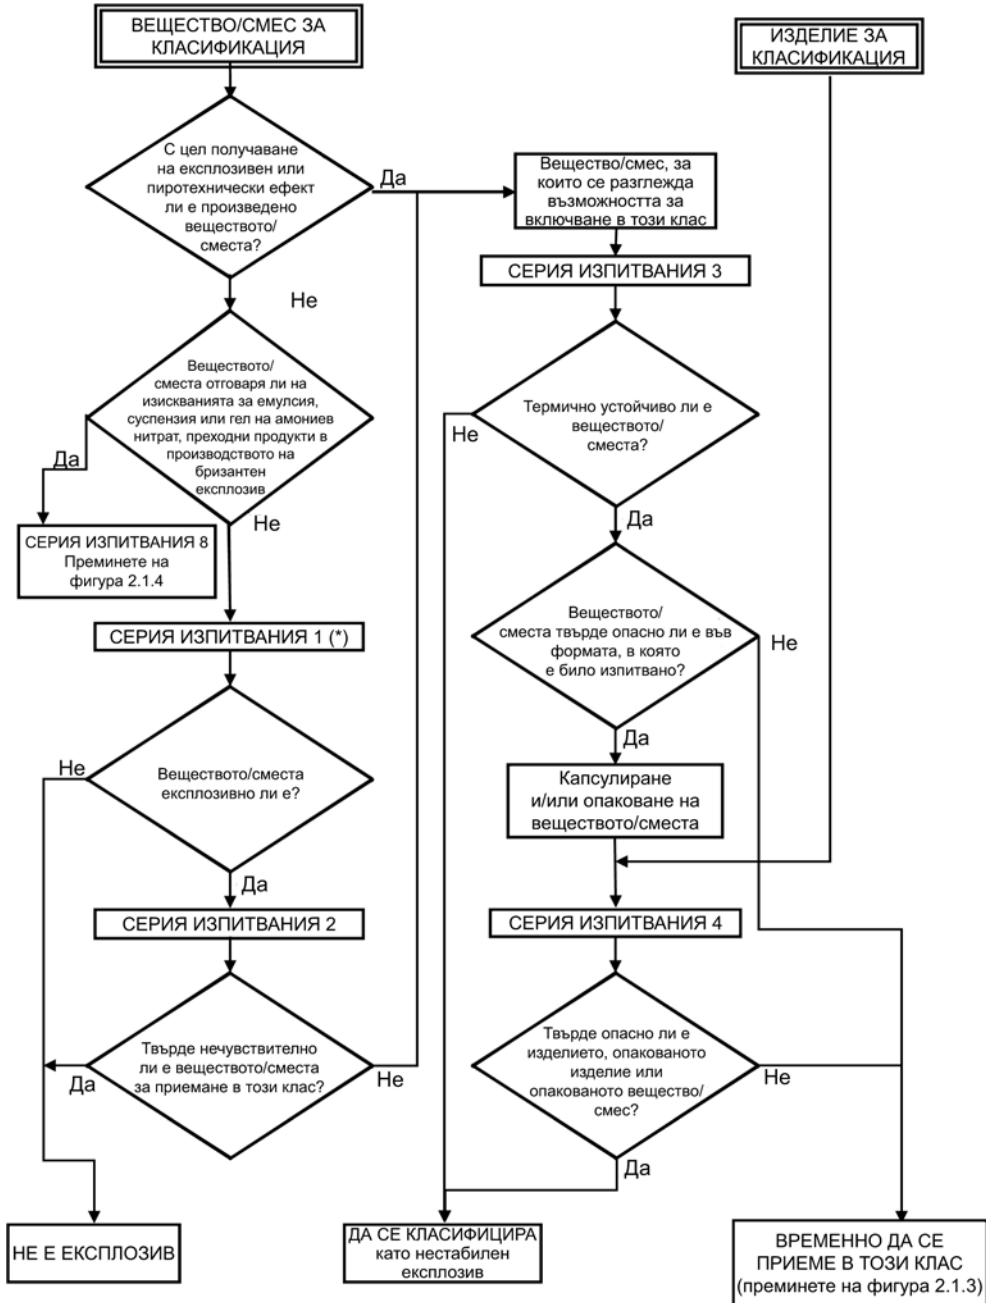 ВЕЩЕСТВО/СМЕС ЗА
КЛАСИФИКАЦИЯ
ИЗДЕЛИЕ ЗА
КЛАСИФИКАЦИЯ
С цел получаване
на експлозивен или
пиротехнически ефект
ли е произведено
веществото/
сместа?
Да
Не
Вещество/смес, за
които се разглежда
възможността за
включване в този клас
СЕРИЯ ИЗПИТВАНИЯ 3
Веществото/
сместа отговаря ли на
изискванията за емулсия,
суспензия или гел на амониев
нитрат, преходни продукти в
производството на
бризантен
експлозив
Да
Не
СЕРИЯ ИЗПИТВАНИЯ 8
Преминете на
фигура 2.1.4
Термично устойчиво ли е
веществото/
сместа?
Не
Да
СЕРИЯ ИЗПИТВАНИЯ 1 (*)
Веществото/
сместа твърде опасно ли е във
формата, в която
е било изпитвано?
Не
Да
Веществото/сместа
експлозивно ли е?
Не
Да
Капсулиране
и/или опаковане на
веществото/сместа
СЕРИЯ ИЗПИТВАНИЯ 2
СЕРИЯ ИЗПИТВАНИЯ 4
Твърде нечувствително
ли е веществото/сместа
за приемане в този клас?
Да
Не
Твърде опасно ли е
изделието, опакованото
изделие или
опакованото вещество/
смес?
Не
Да
НЕ Е ЕКСПЛОЗИВ
ДА СЕ КЛАСИФИЦИРА
като нестабилен
експлозив
ВРЕМЕННО ДА СЕ
ПРИЕМЕ В ТОЗИ КЛАС
(преминете на фигура 2.1.3)